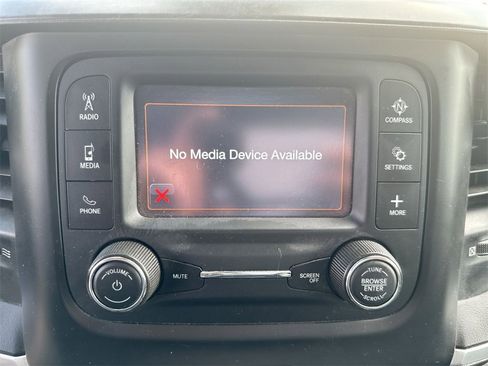 RADIO
MEDIA
PHONE
No Media Device Available
N
COMPASS
SETTINGS
MORE
VOLUME
MUTE
SCREEN
OFF
TUNE
BROWSE
ENTER
SCROLL